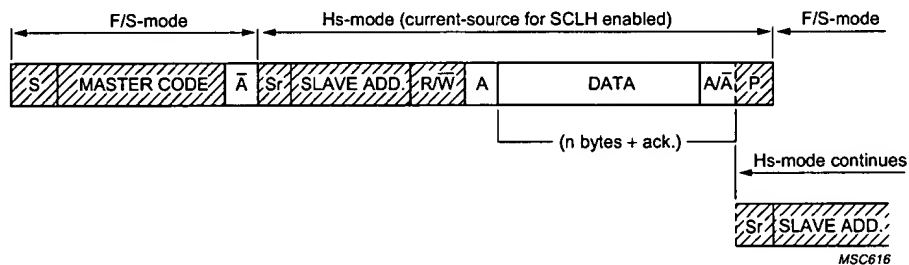 F/S-mode Hs-mode (current-source for SCLH enabled) F/S-mode
S MASTER CODE A̅ Sr SLAVE ADD. R/W̅ A DATA A/A̅ P
(n bytes + ack.)
Hs-mode continues
Sr SLAVE ADD.
MSC616